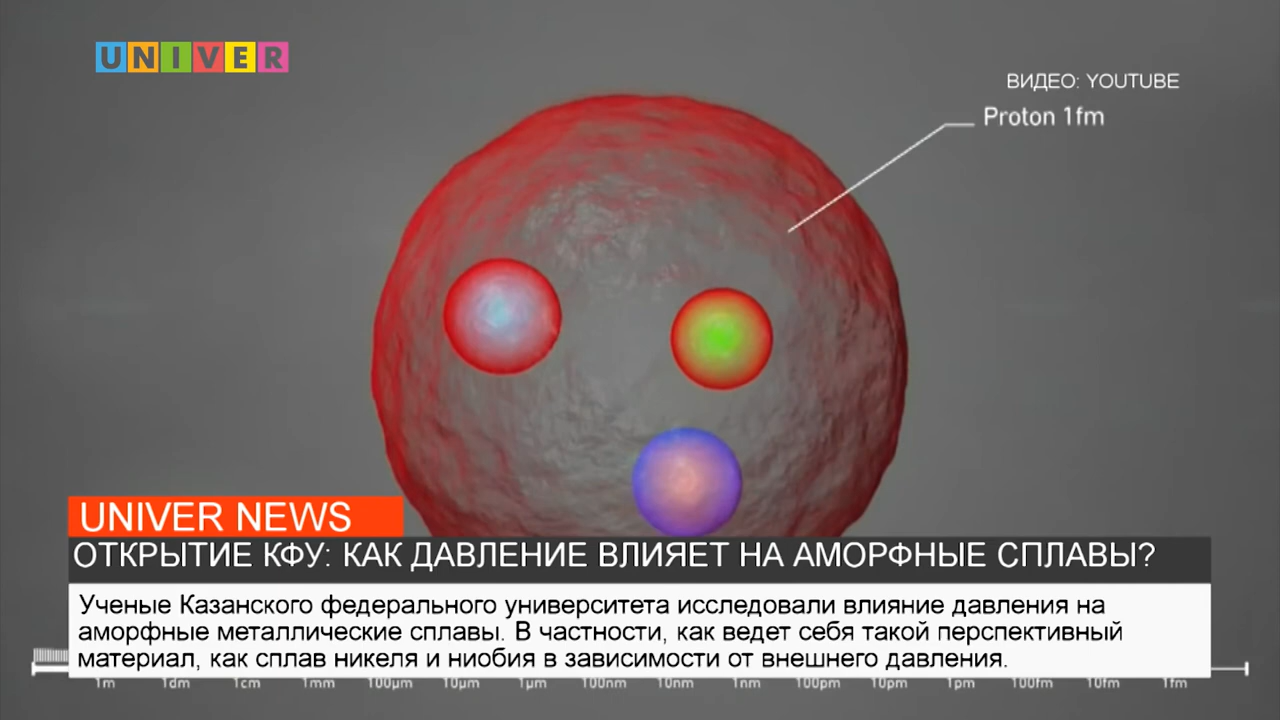 UNIVER
ВИДЕО: YOUTUBE
Proton 1fm
UNIVER NEWS
ОТКРЫТИЕ КФУ: КАК ДАВЛЕНИЕ ВЛИЯЕТ НА АМОРФНЫЕ СПЛАВЫ?
Ученые Казанского федерального университета исследовали влияние давления на
аморфные металлические сплавы. В частности, как ведет себя такой перспективный
материал, как сплав никеля и ниобия в зависимости от внешнего давления.
1m 1dm 1cm 1mm 100µm 10µm 1µm 100nm 10nm 1nm 100pm 10pm 1pm 100fm 10fm 1fm